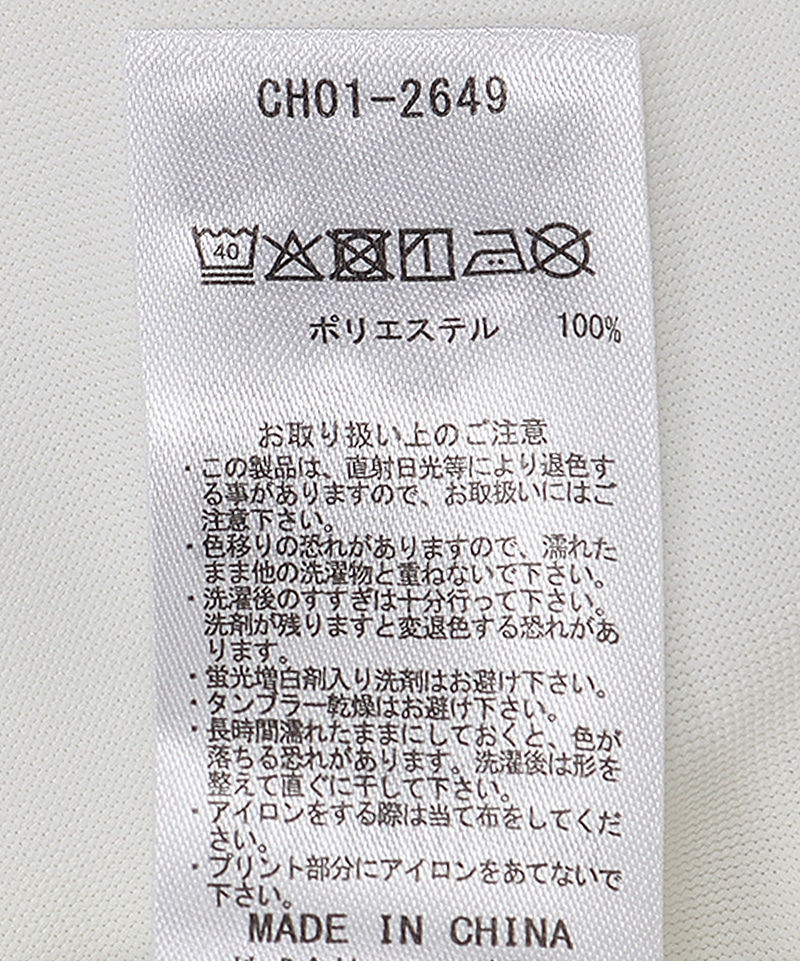 CH01-2649
40
ポリエステル 100%
お取り扱い上のご注意
・この製品は、直射日光等により退色す
る事がありますので、お取扱いにはご
注意下さい。
・色移りの恐れがありますので、濡れた
まま他の洗濯物と重ねないで下さい。
・洗濯後のすすぎは十分行って下さい。
洗剤が残りますと変退色する恐れがあ
ります。
・蛍光増白剤入り洗剤はお避け下さい。
・タンブラー乾燥はお避け下さい。
・長時間濡れたままにしておくと、色が
落ちる恐れがあります。洗濯後は形を
整えて直ぐに干して下さい。
・アイロンをする際は当て布をしてくだ
さい。
・プリント部分にアイロンをあてないで
下さい。
MADE IN CHINA